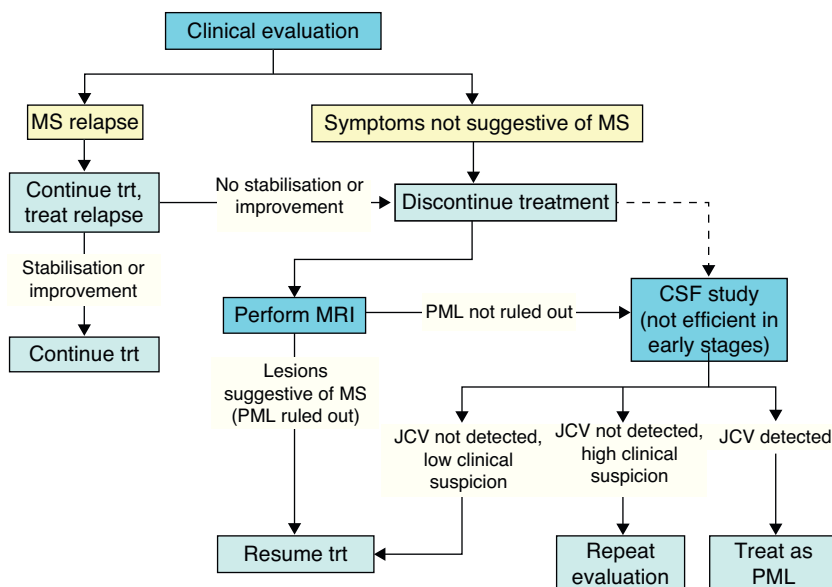 Clinical evaluation
MS relapse
Symptoms not suggestive of MS
Continue trt,
treat relapse
No stabilisation or
improvement
Discontinue treatment
Stabilisation or
improvement
Continue trt
Perform MRI
PML not ruled out
CSF study
(not efficient in
early stages)
Lesions
suggestive of MS
(PML ruled out)
JCV not detected,
low clinical
suspicion
JCV not detected,
high clinical
suspicion
JCV detected
Resume trt
Repeat
evaluation
Treat as
PML